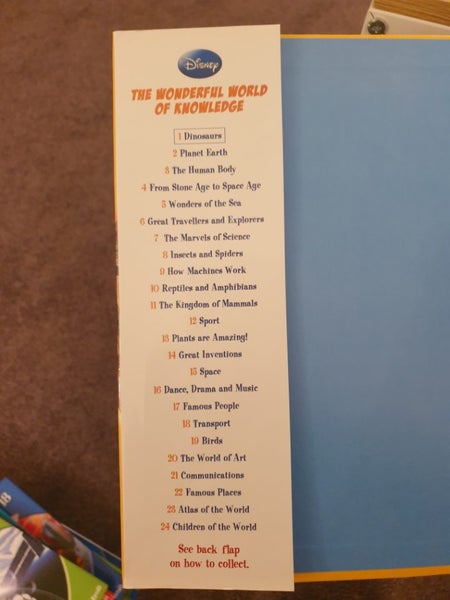 Disney
THE WONDERFUL WORLD
OF KNOWLEDGE
1 Dinosaurs
2 Planet Earth
3 The Human Body
4 From Stone Age to Space Age
5 Wonders of the Sea
6 Great Travellers and Explorers
7 The Marvels of Science
8 Insects and Spiders
9 How Machines Work
10 Reptiles and Amphibians
11 The Kingdom of Mammals
12 Sport
13 Plants are Amazing!
14 Great Inventions
15 Space
16 Dance, Drama and Music
17 Famous People
18 Transport
19 Birds
20 The World of Art
21 Communications
22 Famous Places
23 Atlas of the World
24 Children of the World
See back flap
on how to collect.
18